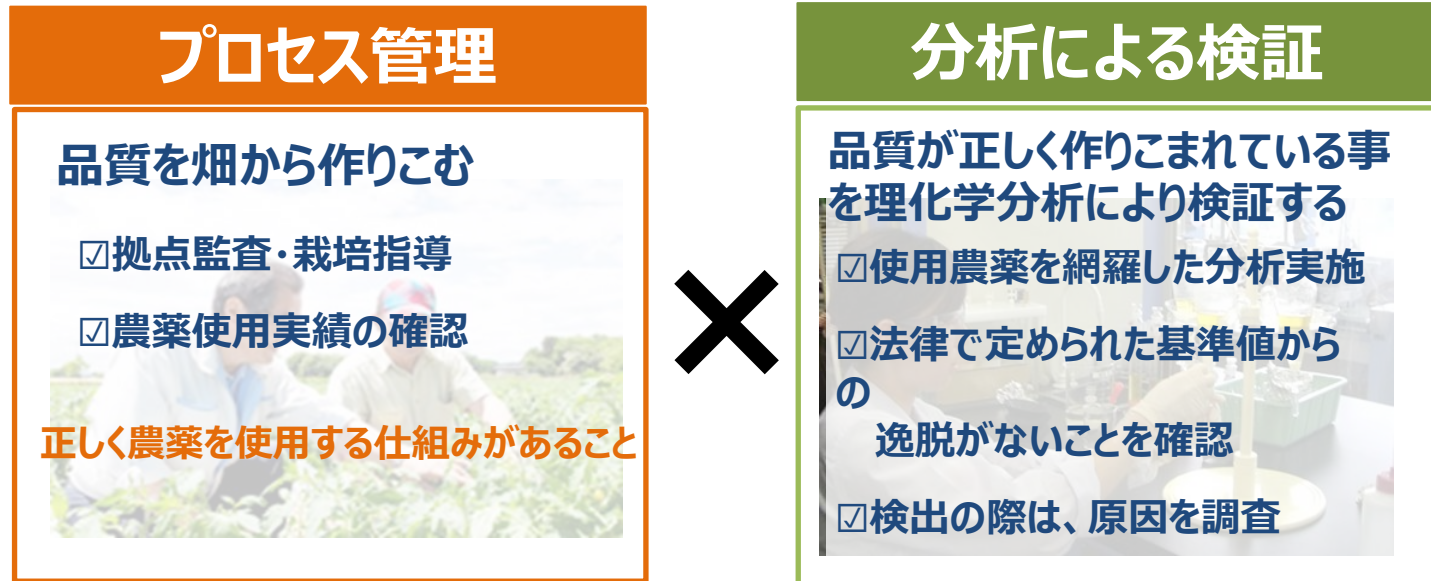 プロセス管理
品質を畑から作りこむ
☑拠点監査・栽培指導
☑農薬使用実績の確認
正しく農薬を使用する仕組みがあること
×
分析による検証
品質が正しく作りこまれている事
を理化学分析により検証する
☑使用農薬を網羅した分析実施
☑法律で定められた基準値から
の
逸脱がないことを確認
☑検出の際は、原因を調査